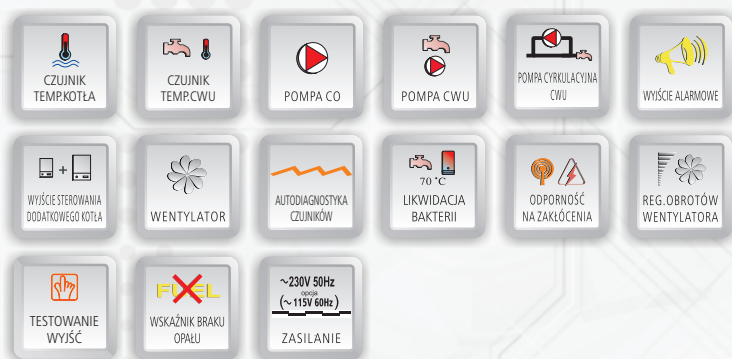 CZUJNIK
TEMP.KOTŁA
CZUJNIK
TEMP.CWU
POMPA CO
POMPA CWU
POMPA CYRKULACYJNA
CWU
WYJŚCIE ALARMOWE
WYJŚCIE STEROWANIA
DODATKOWEGO KOTŁA
WENTYLATOR
AUTODIAGNOSTYKA
CZUJNIKÓW
70 °C
LIKWIDACJA
BAKTERII
ODPORNOŚĆ
NA ZAKŁÓCENIA
REG.OBROTÓW
WENTYLATORA
TESTOWANIE
WYJŚĆ
FUEL
WSKAŹNIK BRAKU
OPAŁU
~230V 50Hz
opcja
(~115V 60Hz)
ZASILANIE